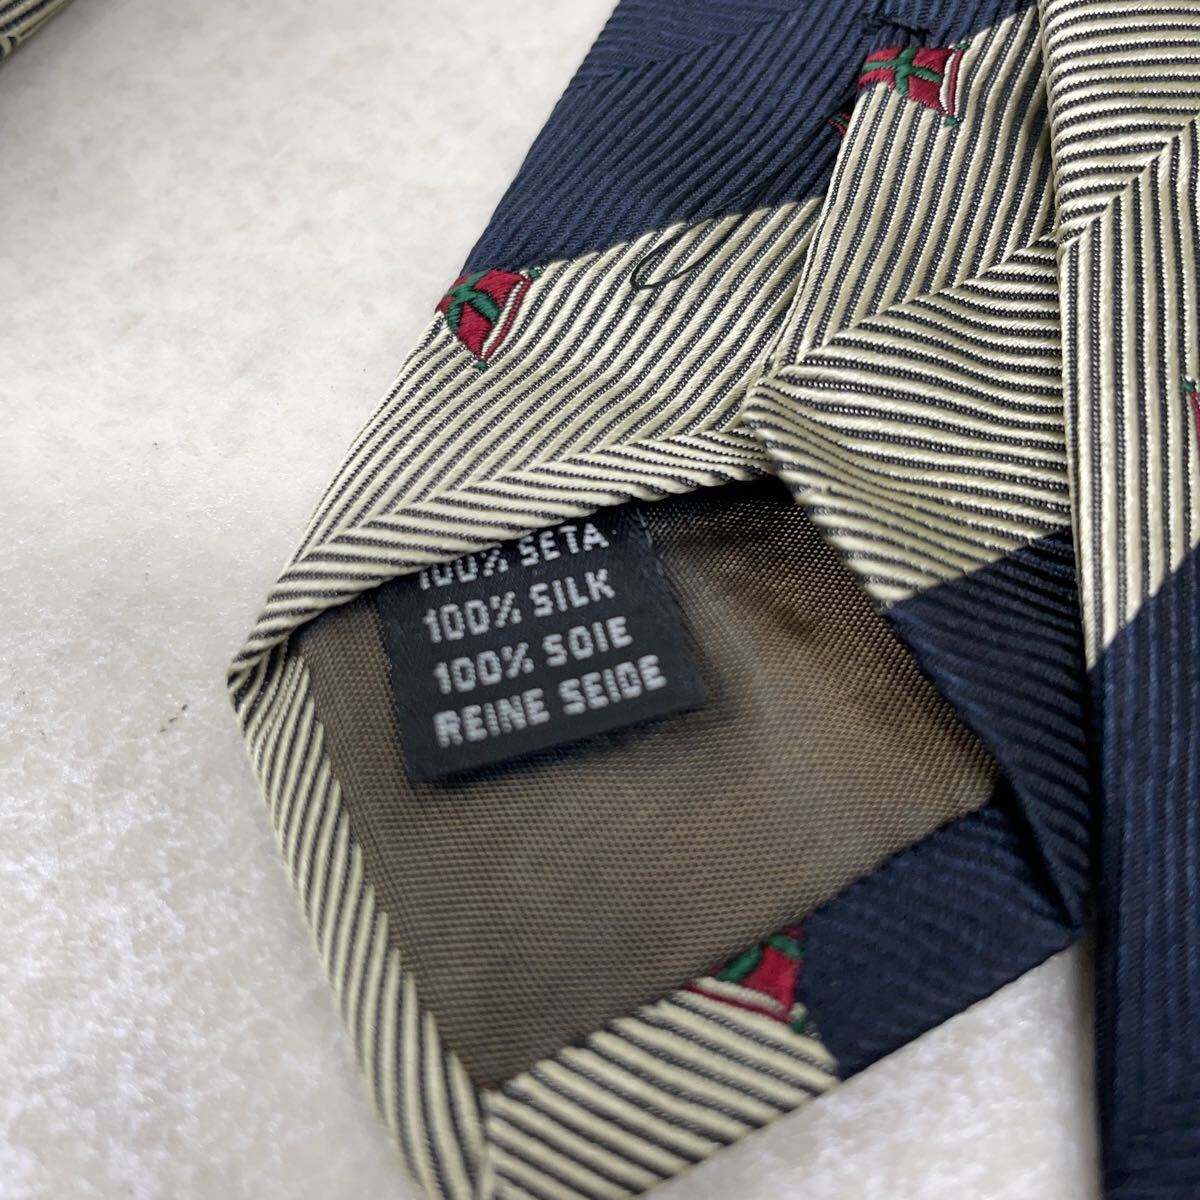 100% SETA
100% SILK
100% SOIE
REINE SEIDE